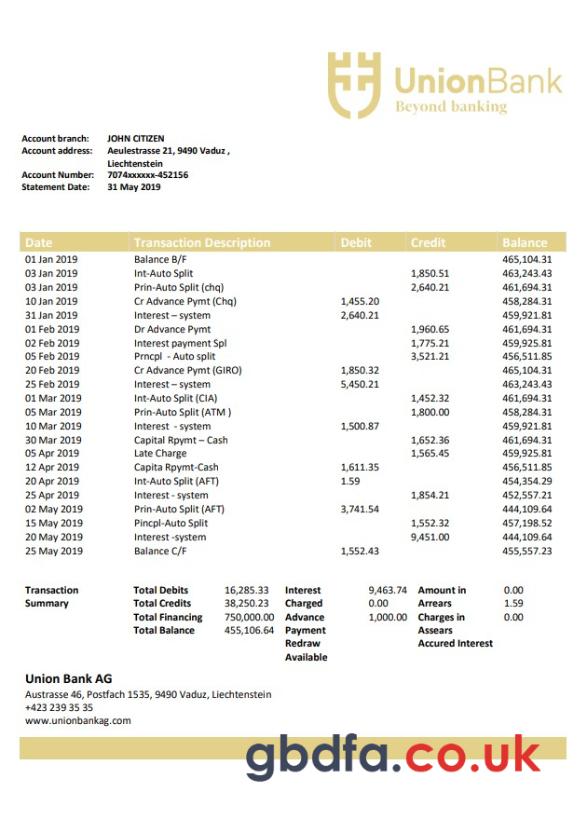 UnionBank
Beyond banking
Account branch: JOHN CITIZEN
Account address: Aeulestrasse 21, 9490 Vaduz ,
Liechtenstein
Account Number: 7074xxxxxx-452156
Statement Date: 31 May 2019
Date Transaction Description Debit Credit Balance
01 Jan 2019 Balance B/F 465,104.31
03 Jan 2019 Int-Auto Split 1,850.51 463,243.43
03 Jan 2019 Prin-Auto Split (chq) 2,640.21 461,694.31
10 Jan 2019 Cr Advance Pymt (Chq) 1,455.20 458,284.31
31 Jan 2019 Interest – system 2,640.21 459,921.81
01 Feb 2019 Dr Advance Pymt 1,960.65 461,694.31
02 Feb 2019 Interest payment Spl 1,775.21 459,925.81
05 Feb 2019 Prncpl - Auto split 3,521.21 456,511.85
20 Feb 2019 Cr Advance Pymt (GIRO) 1,850.32 465,104.31
25 Feb 2019 Interest – system 5,450.21 463,243.43
01 Mar 2019 Int-Auto Split (CIA) 1,452.32 461,694.31
05 Mar 2019 Prin-Auto Split (ATM ) 1,800.00 458,284.31
10 Mar 2019 Interest - system 1,500.87 459,921.81
30 Mar 2019 Capital Rpymt – Cash 1,652.36 461,694.31
05 Apr 2019 Late Charge 1,565.45 459,925.81
12 Apr 2019 Capita Rpymt-Cash 1,611.35 456,511.85
20 Apr 2019 Int-Auto Split (AFT) 1.59 454,354.29
25 Apr 2019 Interest - system 1,854.21 452,557.21
02 May 2019 Prin-Auto Split (AFT) 3,741.54 444,109.64
15 May 2019 Pincpl-Auto Split 1,552.32 457,198.52
20 May 2019 Interest -system 9,451.00 444,109.64
25 May 2019 Balance C/F 1,552.43 455,557.23
Transaction Total Debits 16,285.33 Interest 9,463.74 Amount in 0.00
Summary Total Credits 38,250.23 Charged 0.00 Arrears 1.59
Total Financing 750,000.00 Advance 1,000.00 Charges in 0.00
Total Balance 455,106.64 Payment Assears
Redraw Accured Interest
Available
Union Bank AG
Austrasse 46, Postfach 1535, 9490 Vaduz, Liechtenstein
+423 239 35 35
www.unionbankag.com
gbdfa.co.uk